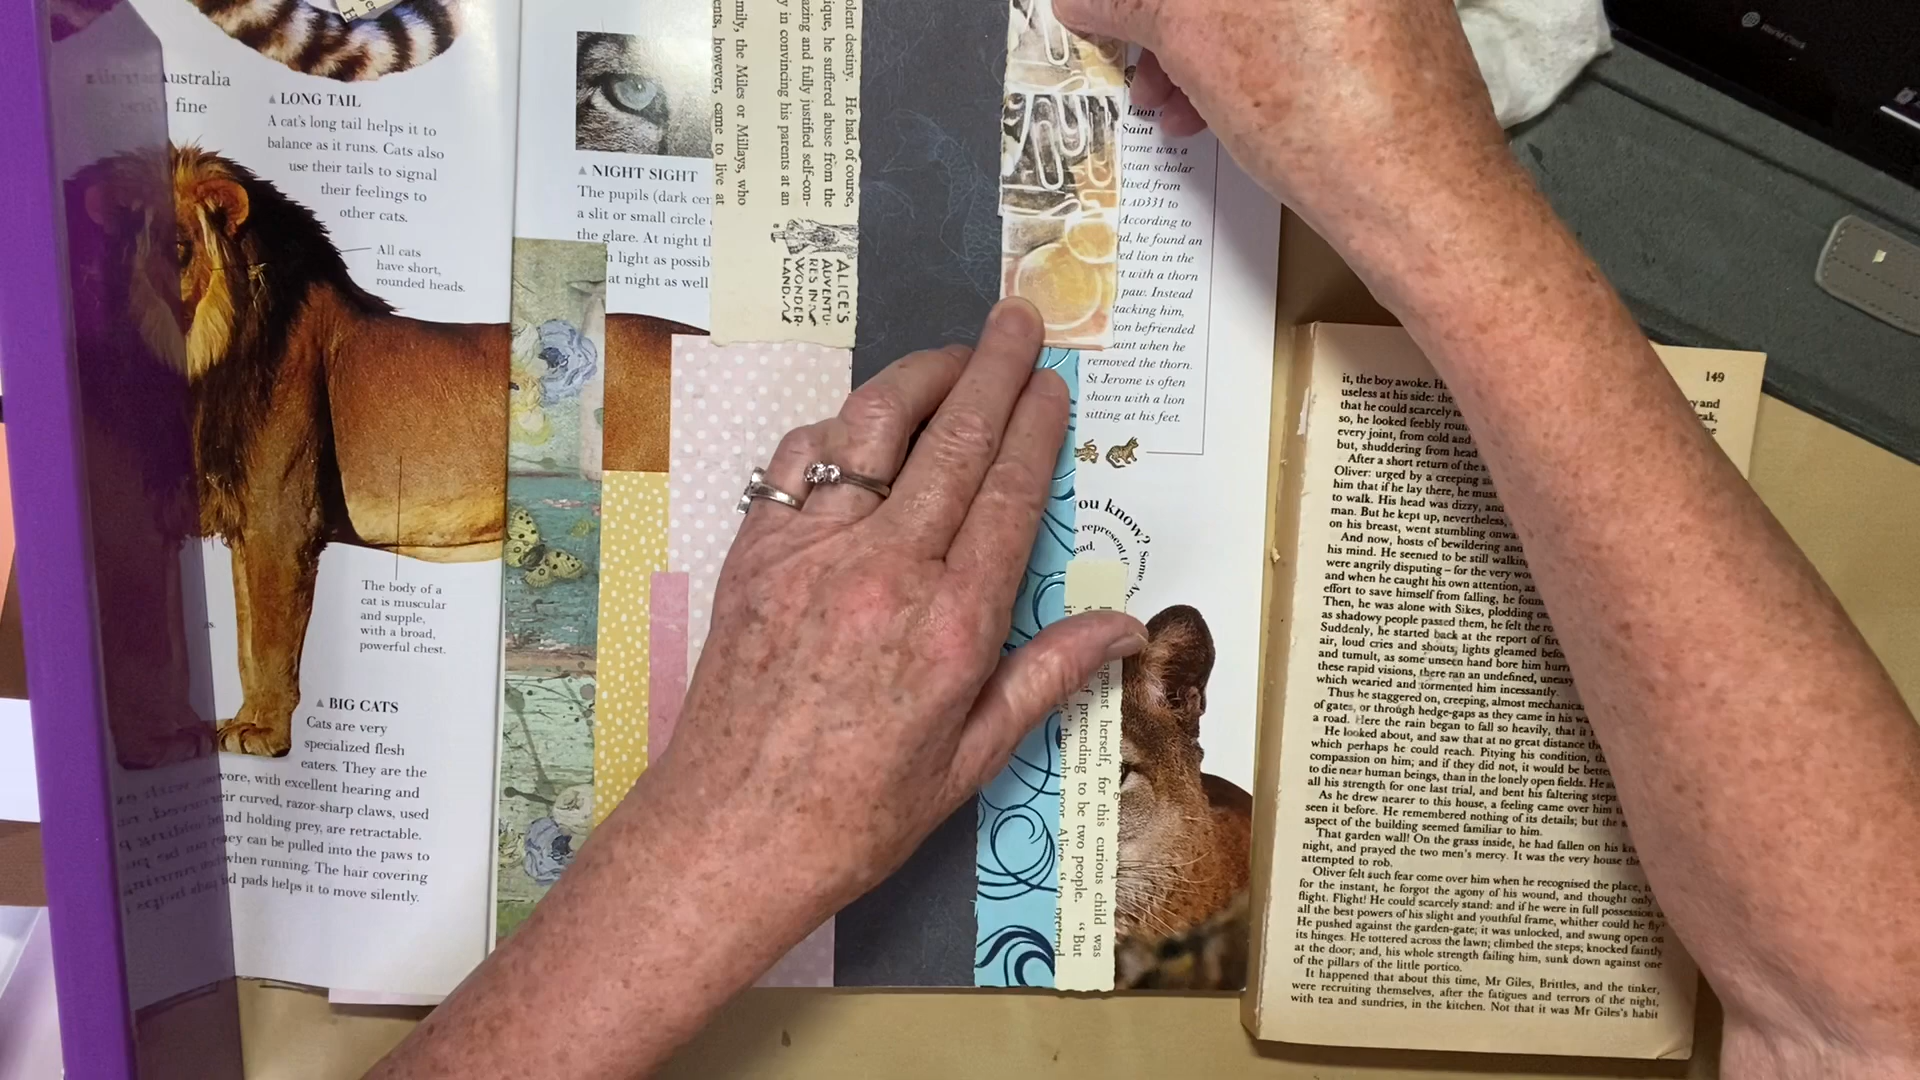 Australia
fine
▲ LONG TAIL
A cat's long tail helps it to
balance as it runs. Cats also
use their tails to signal
their feelings to
other cats.
All cats
have short,
rounded heads.
The body of a
cat is muscular
and supple,
with a broad,
powerful chest.
▲ BIG CATS
Cats are very
specialized flesh
eaters. They are the
with excellent hearing and
curved, razor-sharp claws, used
holding prey, are retractable.
can be pulled into the paws to
when running. The hair covering
pads helps it to move silently.
▲ NIGHT SIGHT
The pupils (dark
a slit or small circle
the glare. At night
light as
at night as well
destiny. He had, of course,
he suffered abuse from the
and fully justified self-con-
in convincing his parents at an
the Miles or Millays, who
however, came to live at
ALICE'S
ADVENTU-
RES IN
WONDER-
LAND.
Lion
Saint
was a
scholar
lived from
AD331 to
According to
he found an
lion in the
with a thorn
paw. Instead
him,
befriended
when he
removed the thorn.
St Jerome is often
shown with a lion
sitting at his feet.
you know?
represent
Some
against herself, for this curious child was
of pretending to be two people. "But
though poor Alice, "to pretend
149
it, the boy awoke.
useless at his side: the
that he could scarcely
so, he looked feebly
every joint, from cold and
but, shuddering from head
After a short return of the
Oliver: urged by a creeping
him that if he lay there, he
to walk. His head was dizzy, and
man. But he kept up, nevertheless,
on his breast, went stumbling
And now, hosts of bewildering and
his mind. He seemed to be still
were angrily disputing – for the very
and when he caught his own attention, as
effort to save himself from falling, he
Then, he was alone with Sikes, plodding
as shadowy people passed them, he felt the
Suddenly, he started back at the report of
air, loud cries and shouts; lights gleamed
and tumult, as some unseen hand bore him
these rapid visions, there ran an undefined,
which wearied and tormented him incessantly.
Thus he staggered on, creeping, almost
of gates, or through hedge-gaps as they came in his
a road. Here the rain began to fall so heavily, that it
He looked about, and saw that at no great distance
which perhaps he could reach. Pitying his condition,
compassion on him; and if they did not, it would be
to die near human beings, than in the lonely open fields. He
all his strength for one last trial, and bent his faltering steps
As he drew nearer to this house, a feeling came over him
seen it before. He remembered nothing of its details; but the
aspect of the building seemed familiar to him.
That garden wall! On the grass inside, he had fallen on his
night, and prayed the two men's mercy. It was the very house
attempted to rob.
Oliver felt such fear come over him when he recognised the place,
for the instant, he forgot the agony of his wound, and thought only
flight. Flight! He could scarcely stand: and if he were in full possession
all the best powers of his slight and youthful frame, whither could he
He pushed against the garden-gate; it was unlocked, and swung open on
its hinges. He tottered across the lawn; climbed the steps; knocked faintly
at the door; and, his whole strength failing him, sunk down against one
of the pillars of the little portico.
It happened that about this time, Mr Giles, Brittles, and the tinker,
were recruiting themselves, after the fatigues and terrors of the night,
with tea and sundries, in the kitchen. Not that it was Mr Giles's habit
World Clock